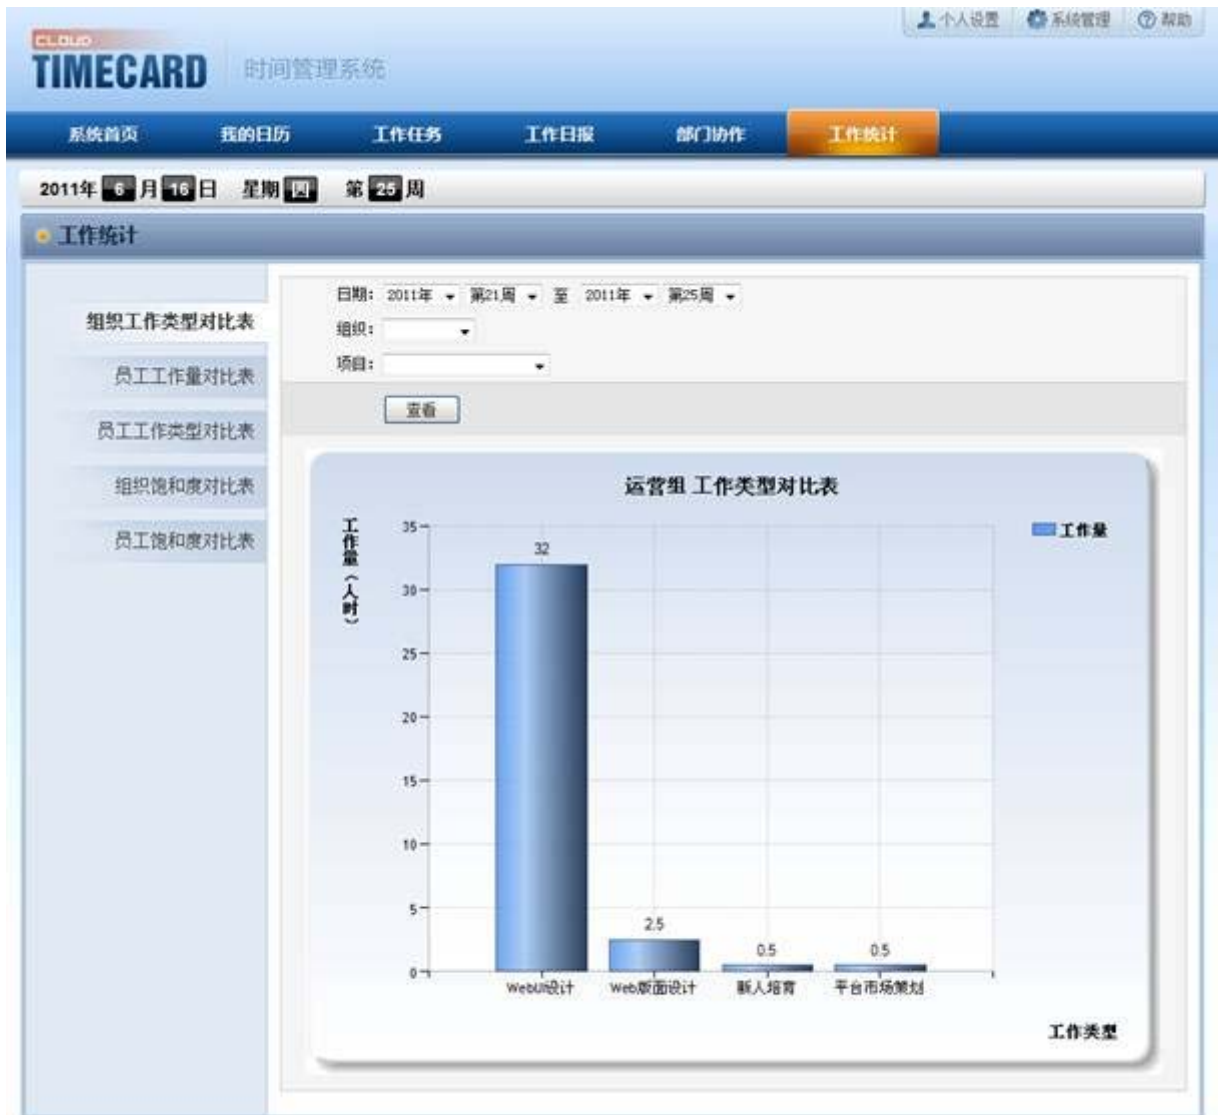 个人设置 系统管理 帮助
CLOUD
TIMECARD 时间管理系统
系统首页 我的日历 工作任务 工作日报 部门协作 工作统计
2011年 6 月 16 日 星期 四 第 25 周
工作统计
日期: 2011年 第21周 至 2011年 第25周
组织:
项目:
查看
组织工作类型对比表
员工工作量对比表
员工工作类型对比表
组织饱和度对比表
员工饱和度对比表
运营组 工作类型对比表
工作量（人时）
工作量
35
30
25
20
15
10
5
0
32
2.5
0.5
0.5
WebUI设计 Web版面设计 新人培育 平台市场策划
工作类型